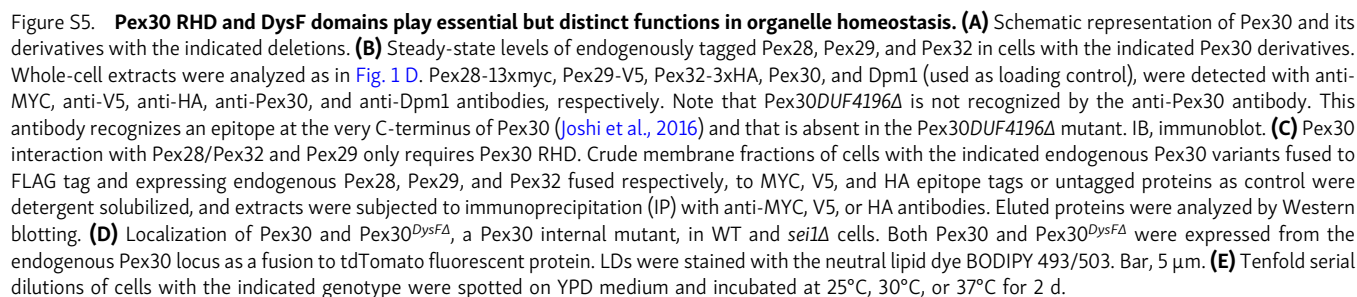 Figure S5. Pex30 RHD and DysF domains play essential but distinct functions in organelle homeostasis. (A) Schematic representation of Pex30 and its
derivatives with the indicated deletions. (B) Steady-state levels of endogenously tagged Pex28, Pex29, and Pex32 in cells with the indicated Pex30 derivatives.
Whole-cell extracts were analyzed as in Fig. 1 D. Pex28-13xmyc, Pex29-V5, Pex32-3xHA, Pex30, and Dpm1 (used as loading control), were detected with anti-
MYC, anti-V5, anti-HA, anti-Pex30, and anti-Dpm1 antibodies, respectively. Note that Pex30DUF4196Δ is not recognized by the anti-Pex30 antibody. This
antibody recognizes an epitope at the very C-terminus of Pex30 (Joshi et al., 2016) and that is absent in the Pex30DUF4196Δ mutant. IB, immunoblot. (C) Pex30
interaction with Pex28/Pex32 and Pex29 only requires Pex30 RHD. Crude membrane fractions of cells with the indicated endogenous Pex30 variants fused to
FLAG tag and expressing endogenous Pex28, Pex29, and Pex32 fused respectively, to MYC, V5, and HA epitope tags or untagged proteins as control were
detergent solubilized, and extracts were subjected to immunoprecipitation (IP) with anti-MYC, V5, or HA antibodies. Eluted proteins were analyzed by Western
blotting. (D) Localization of Pex30 and Pex30DysFΔ, a Pex30 internal mutant, in WT and sei1Δ cells. Both Pex30 and Pex30DysFΔ were expressed from the
endogenous Pex30 locus as a fusion to tdTomato fluorescent protein. LDs were stained with the neutral lipid dye BODIPY 493/503. Bar, 5 µm. (E) Tenfold serial
dilutions of cells with the indicated genotype were spotted on YPD medium and incubated at 25°C, 30°C, or 37°C for 2 d.